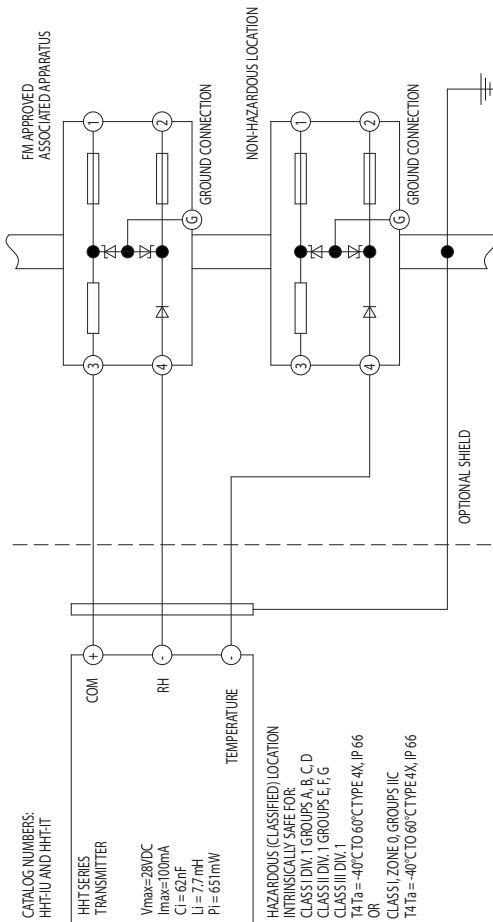 CATALOG NUMBERS:
HHT-IU AND HHT-IT
HHT SERIES
TRANSMITTER
Vmax=28VDC
Imax=100mA
Ci = 62nF
Li = 7.7 mH
Pi = 651mW
COM
+
RH
-
TEMPERATURE
-
HAZARDOUS (CLASSIFIED) LOCATION
INTRINSICALLY SAFE FOR:
CLASS I DIV. 1 GROUPS A, B, C, D
CLASS II DIV. 1 GROUPS E, F, G
CLASS III DIV. 1
T4 Ta = -40°C TO 60°C TYPE 4X, IP 66
OR
CLASS I, ZONE 0, GROUPS IIC
T4 Ta = -40°C TO 60°C TYPE 4X, IP 66
OPTIONAL SHIELD
FM APPROVED
ASSOCIATED APPARATUS
3
1
4
2
G
GROUND CONNECTION
NON-HAZARDOUS LOCATION
3
1
4
2
G
GROUND CONNECTION